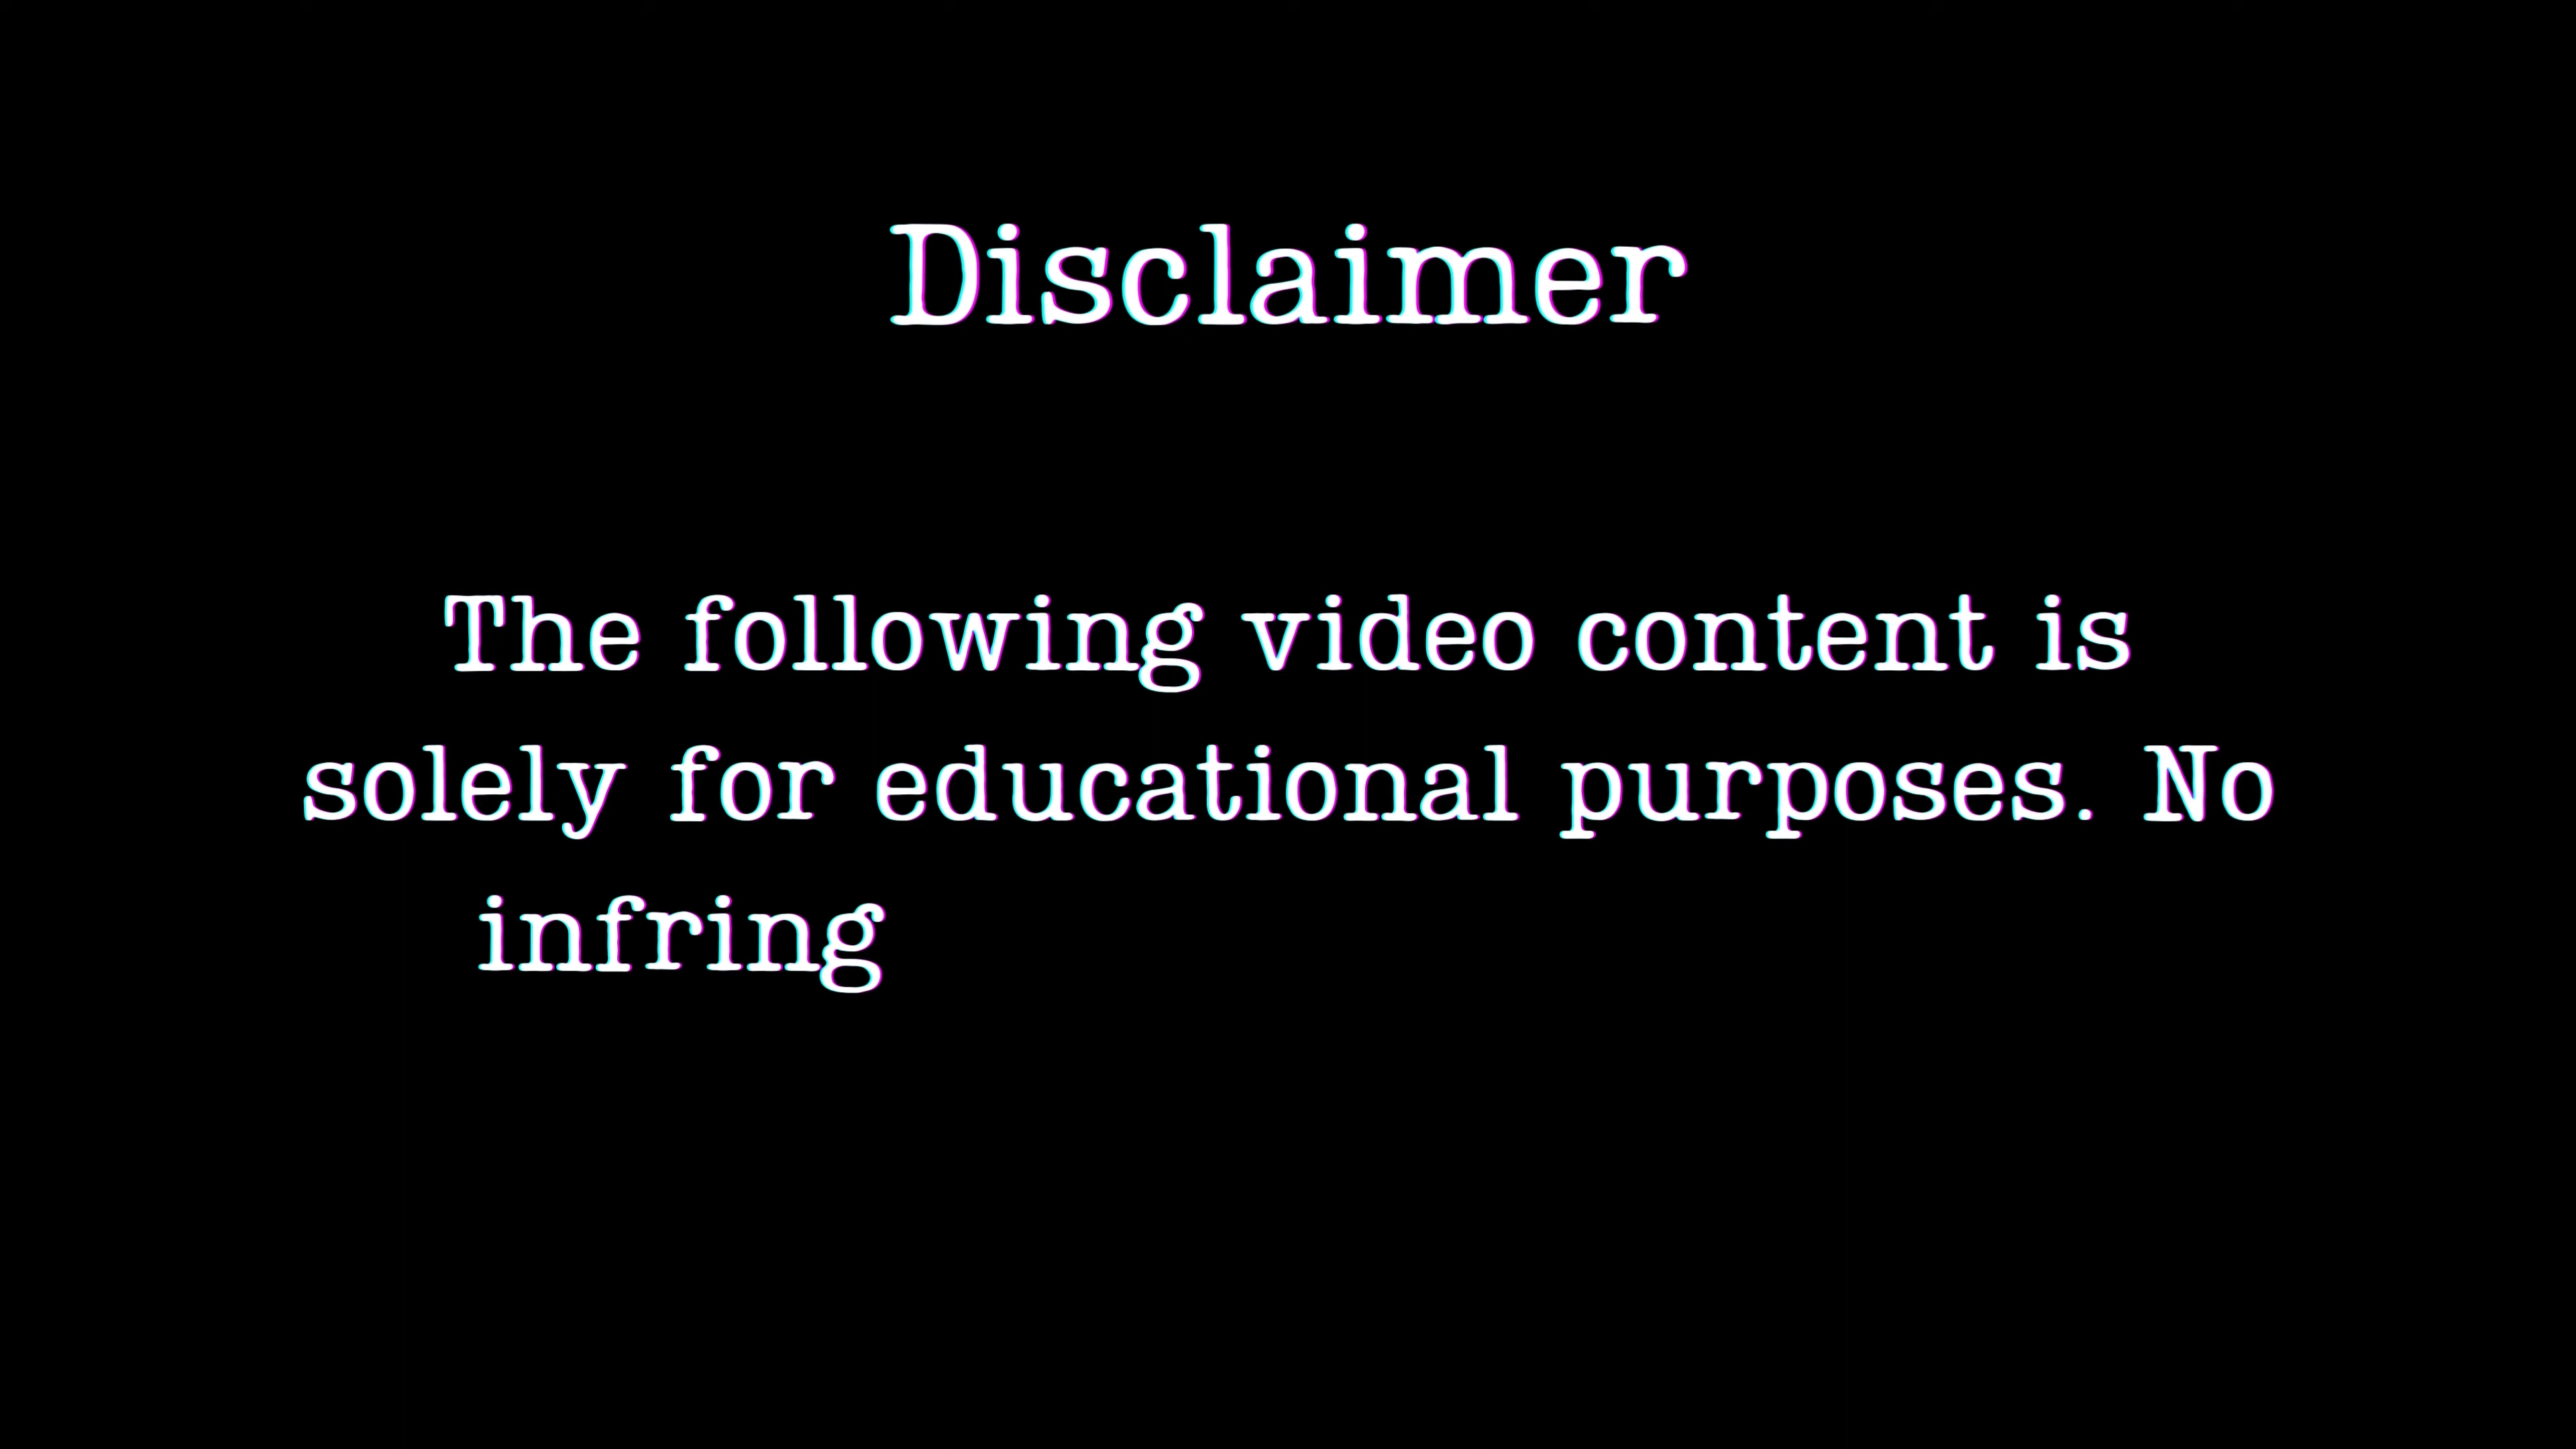 Disclaimer
The following video content is
solely for educational purposes. No
infring